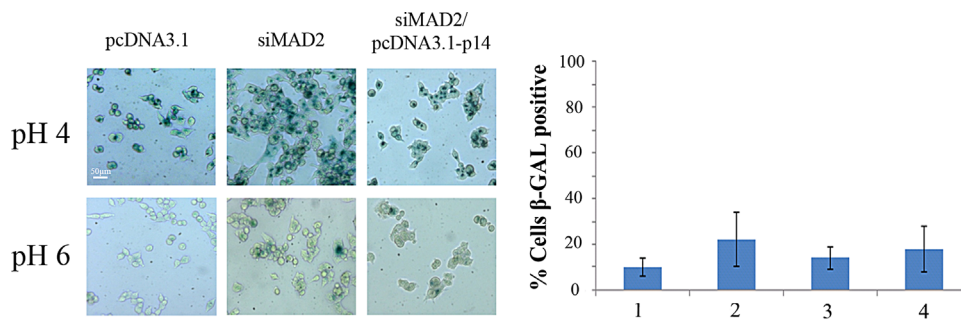 pcDNA3.1
siMAD2
siMAD2/
pcDNA3.1-p14
pH 4
50μm
pH 6
% Cells β-GAL positive
100
80
60
40
20
0
1 2 3 4